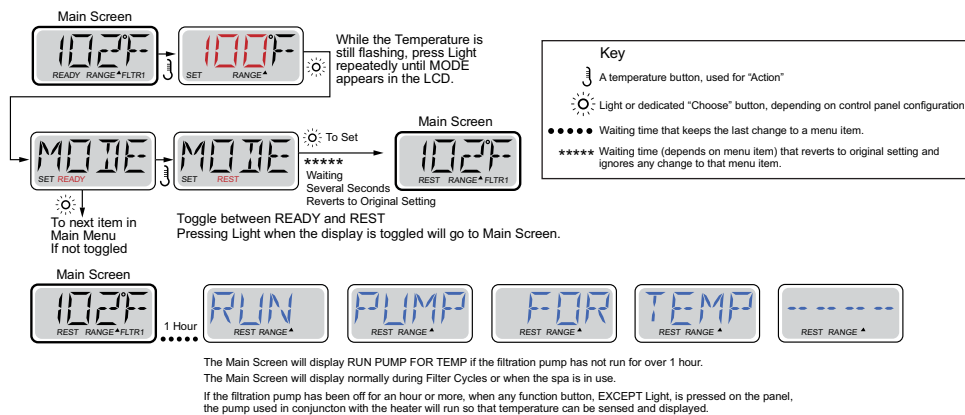 Main Screen
102°F
READY RANGE FLTR1
100°F
SET RANGE
While the Temperature is
still flashing, press Light
repeatedly until MODE
appears in the LCD.
Key
A temperature button, used for “Action”
Light or dedicated “Choose” button, depending on control panel configuration
••••• Waiting time that keeps the last change to a menu item.
***** Waiting time (depends on menu item) that reverts to original setting and
ignores any change to that menu item.
MODE
SET READY
MODE
SET REST
To Set
*****
Waiting
Several Seconds
Reverts to Original Setting
Main Screen
102°F
REST RANGE FLTR1
To next item in
Main Menu
If not toggled
Toggle between READY and REST
Pressing Light when the display is toggled will go to Main Screen.
Main Screen
102°F
REST RANGE FLTR1
1 Hour
•••••
RUN
REST RANGE
PUMP
REST RANGE
FOR
REST RANGE
TEMP
REST RANGE
-----
REST RANGE
The Main Screen will display RUN PUMP FOR TEMP if the filtration pump has not run for over 1 hour.
The Main Screen will display normally during Filter Cycles or when the spa is in use.
If the filtration pump has been off for an hour or more, when any function button, EXCEPT Light, is pressed on the panel,
the pump used in conjuncton with the heater will run so that temperature can be sensed and displayed.